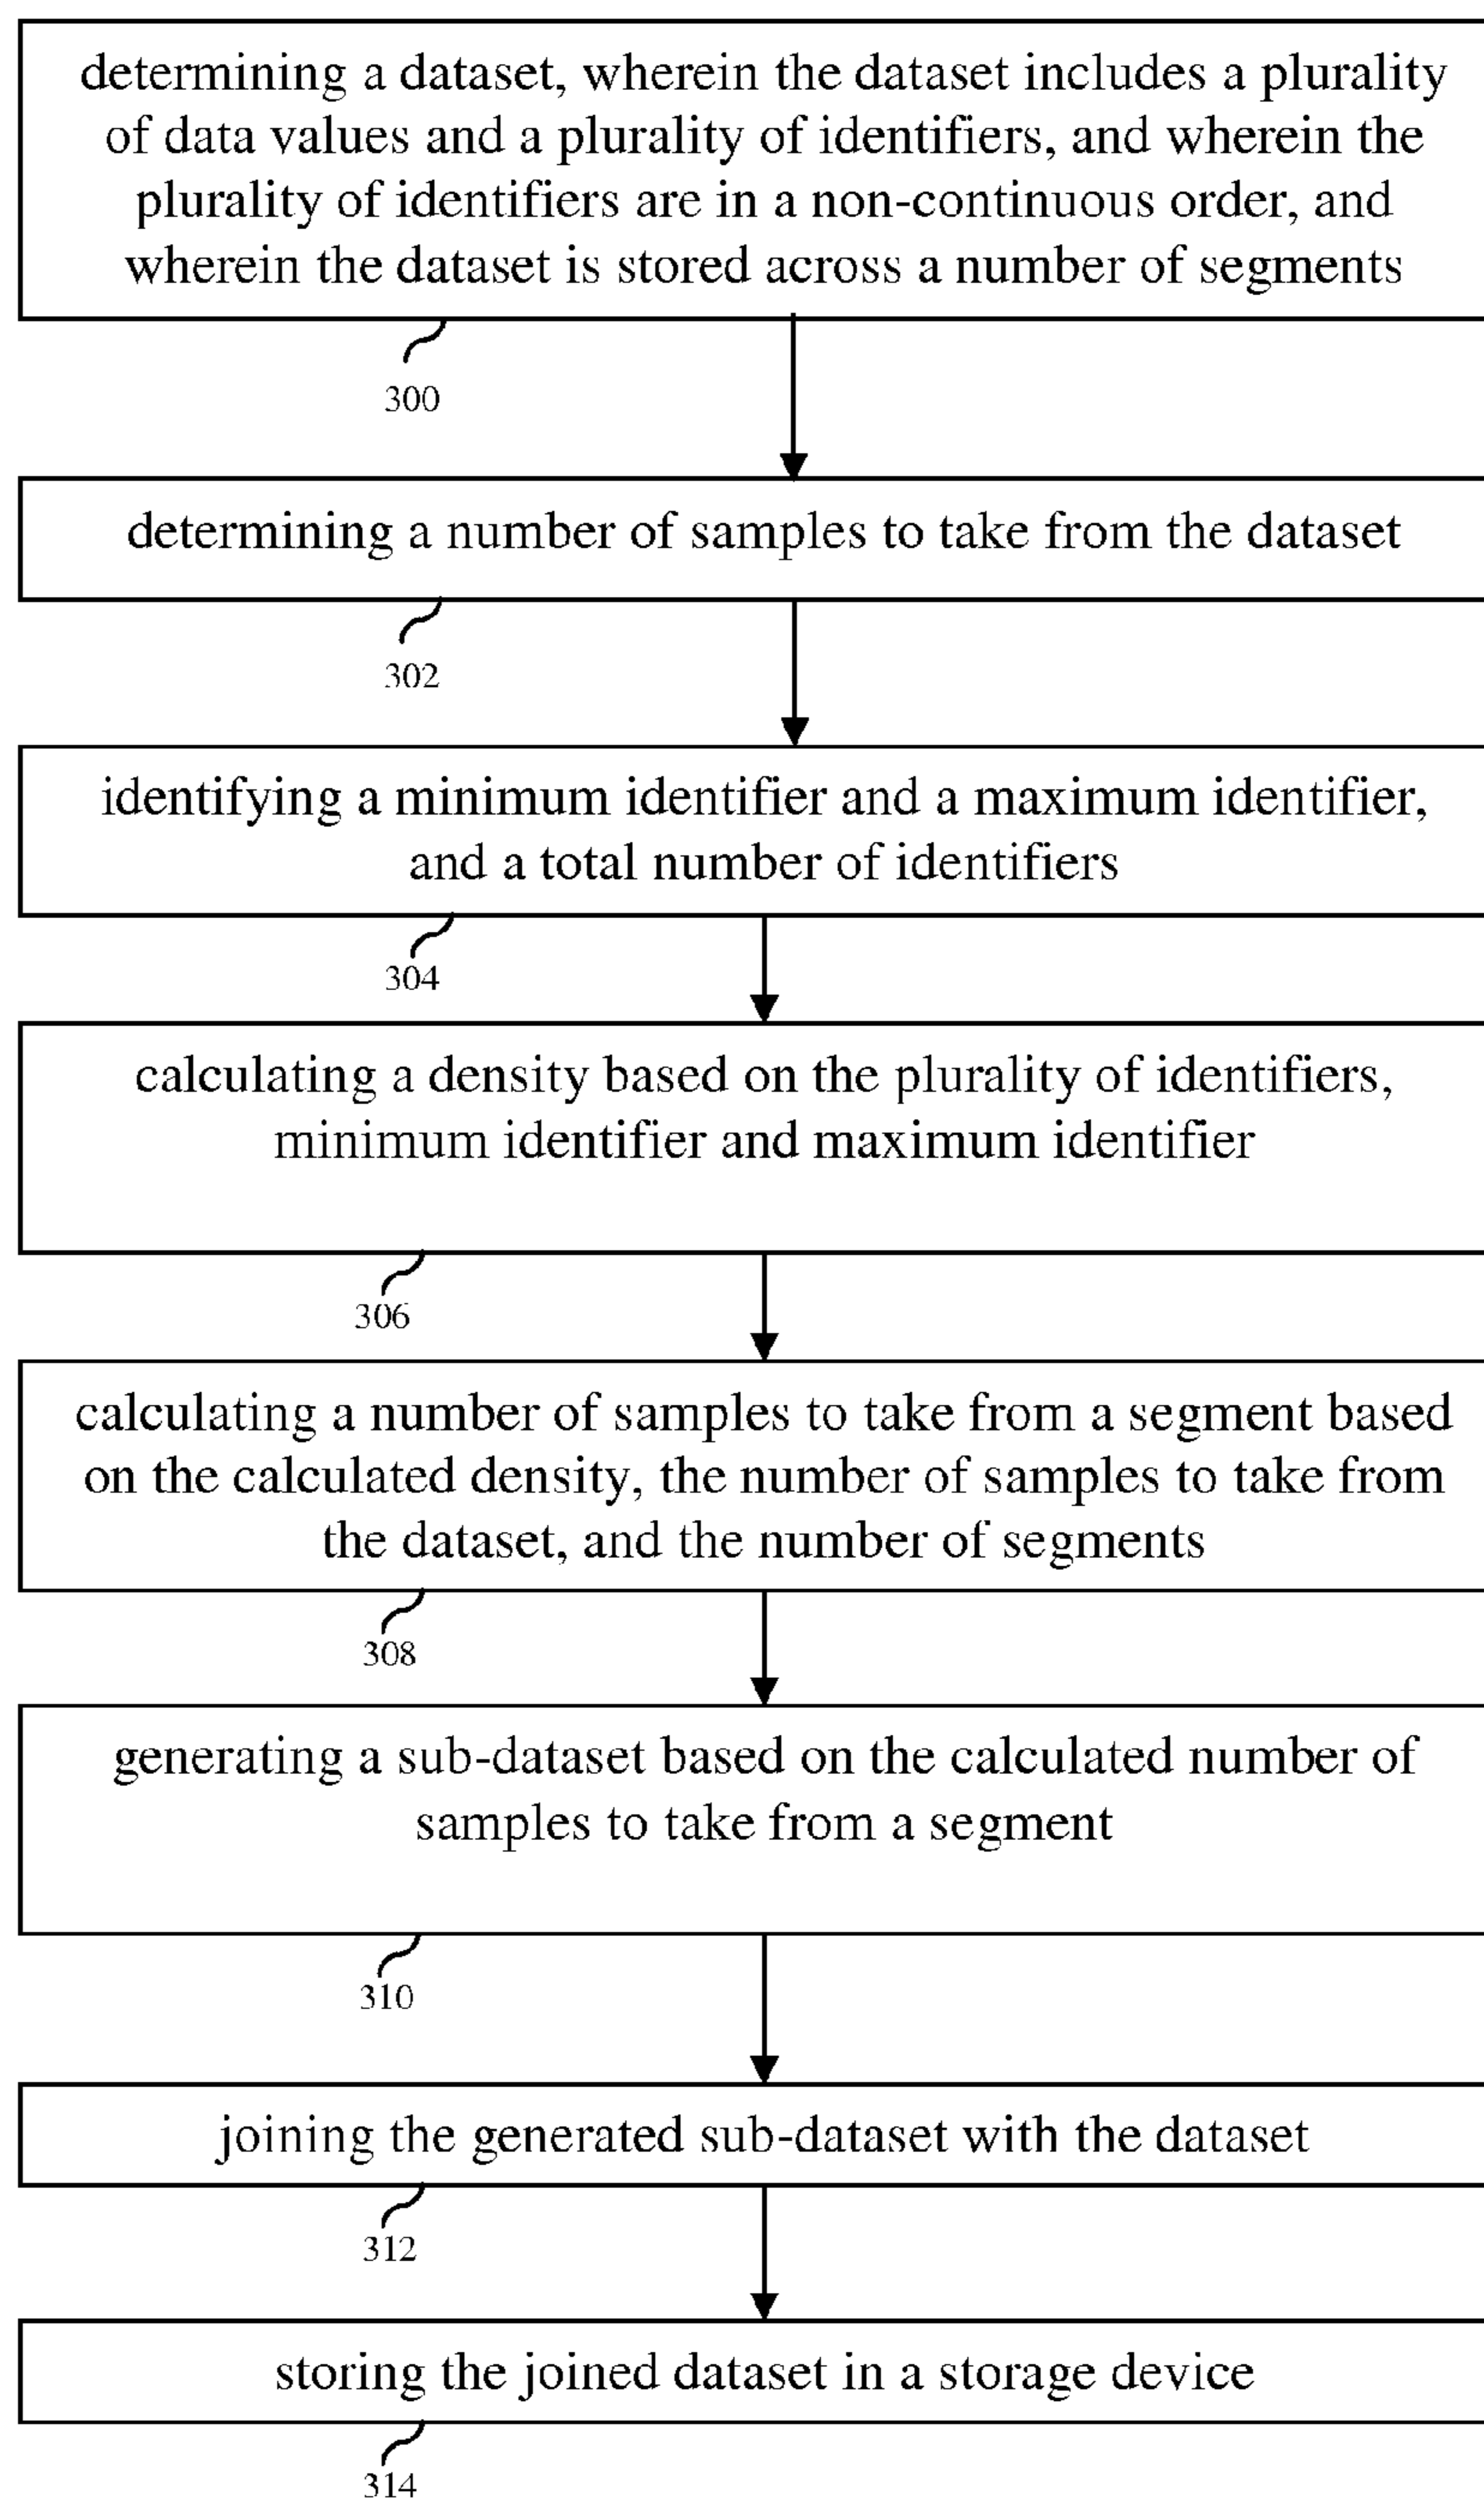 determining a dataset, wherein the dataset includes a plurality
of data values and a plurality of identifiers, and wherein the
plurality of identifiers are in a non-continuous order, and
wherein the dataset is stored across a number of segments
300
determining a number of samples to take from the dataset
302
identifying a minimum identifier and a maximum identifier,
and a total number of identifiers
304
calculating a density based on the plurality of identifiers,
minimum identifier and maximum identifier
306
calculating a number of samples to take from a segment based
on the calculated density, the number of samples to take from
the dataset, and the number of segments
308
generating a sub-dataset based on the calculated number of
samples to take from a segment
310
joining the generated sub-dataset with the dataset
312
storing the joined dataset in a storage device
314